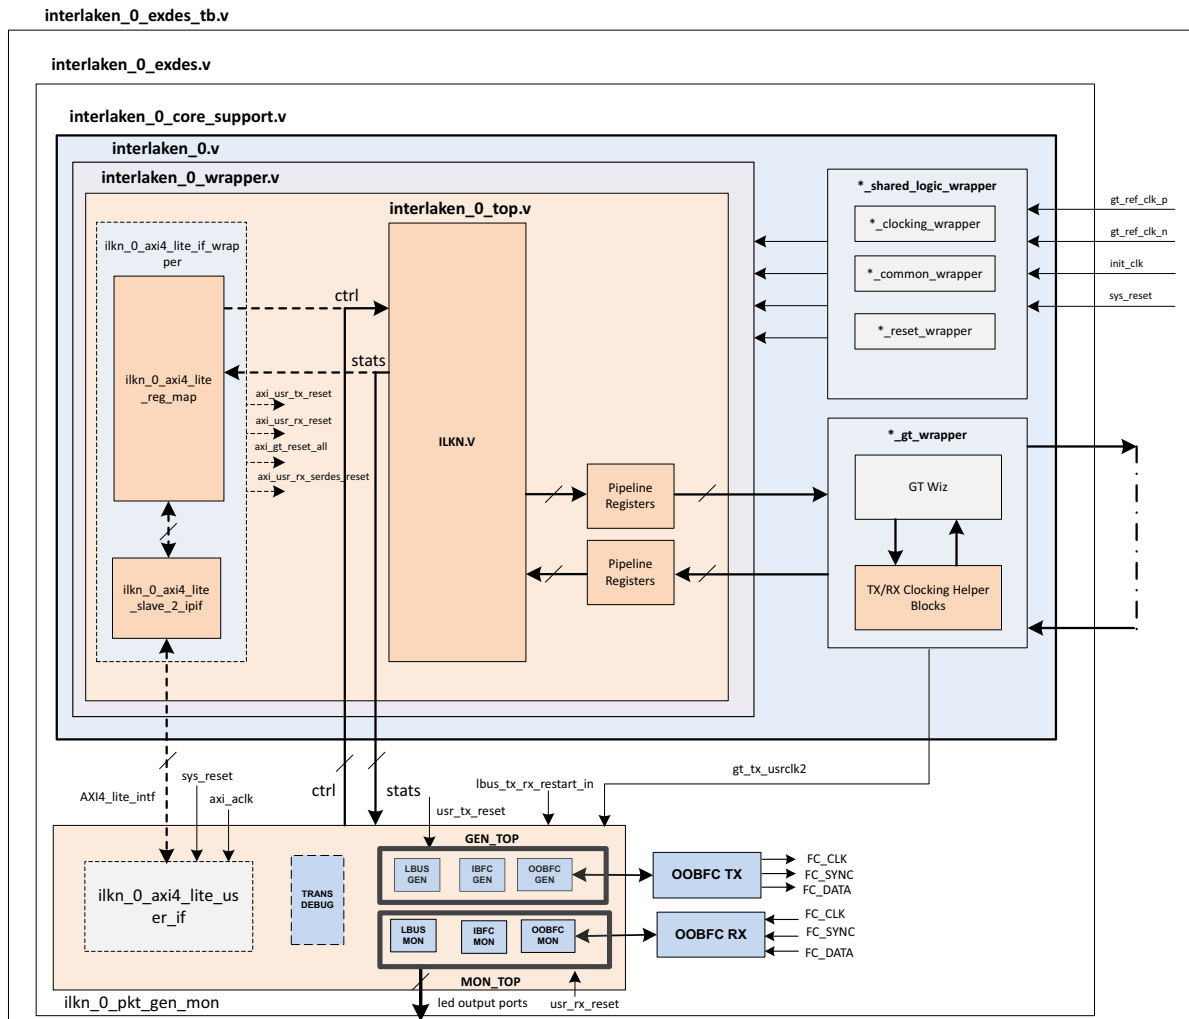 interlaken_0_exdes_tb.v
interlaken_0_exdes.v
interlaken_0_core_support.v
interlaken_0.v
interlaken_0_wrapper.v
interlaken_0_top.v
ilkn_0_axi4_lite_if_wrap
per
ilkn_0_axi4_lite
_reg_map
ctrl
stats
axi_usr_tx_reset
axi_usr_rx_reset
axi_gt_reset_all
axi_usr_rx_serdes_reset
ilkn_0_axi4_lite
_slave_2_ipif
ILKN.V
Pipeline
Registers
Pipeline
Registers
*_shared_logic_wrapper
*_clocking_wrapper
*_common_wrapper
*_reset_wrapper
gt_ref_clk_p
gt_ref_clk_n
init_clk
sys_reset
*_gt_wrapper
GT Wiz
TX/RX Clocking Helper
Blocks
AXI4_lite_intf
sys_reset
axi_aclk
ctrl
stats
usr_tx_reset
lbus_tx_rx_restart_in
gt_tx_usrclk2
ilkn_0_axi4_lite_us
er_if
TRANS
DEBUG
GEN_TOP
LBUS
GEN
IBFC
GEN
OOBFC
GEN
LBUS
MON
IBFC
MON
OOBFC
MON
MON_TOP
OOBFC TX
FC_CLK
FC_SYNC
FC_DATA
OOBFC RX
FC_CLK
FC_SYNC
FC_DATA
ilkn_0_pkt_gen_mon
led output ports
usr_rx_reset